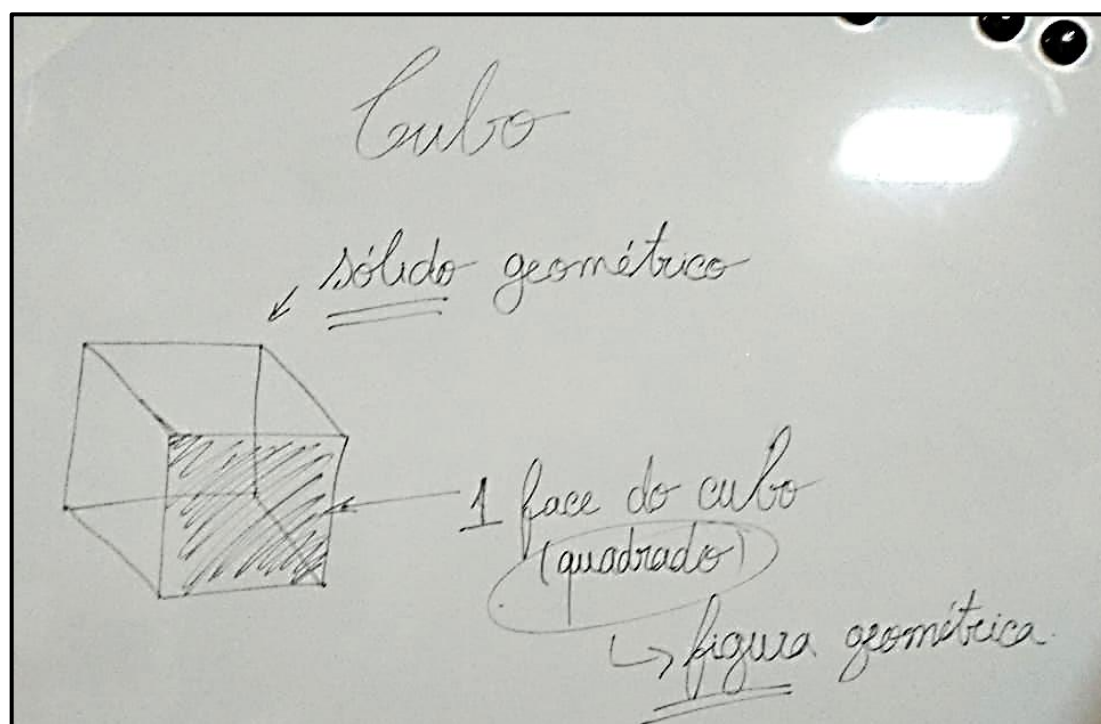 Cubo
sólido geométrico
1 face do cubo
(quadrado)
figura geométrica.